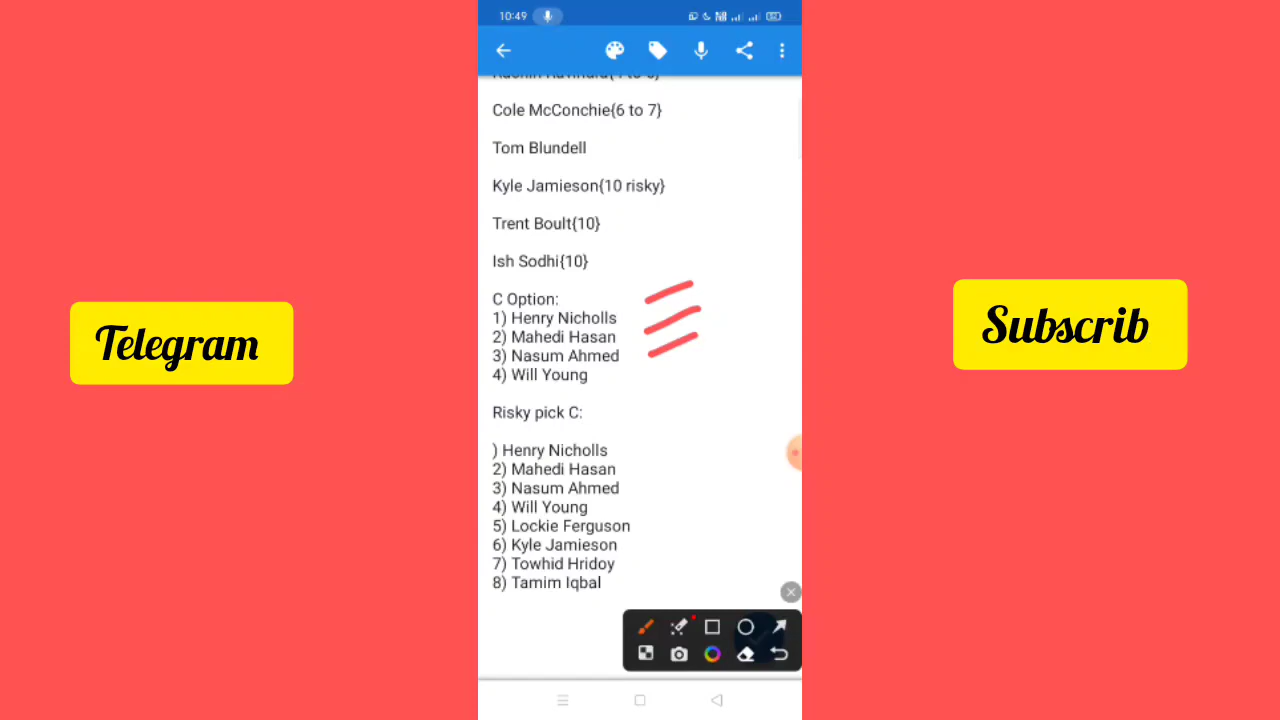 10:49
Cole McConchie{6 to 7}
Tom Blundell
Kyle Jamieson{10 risky}
Trent Boult{10}
Ish Sodhi{10}
C Option:
1) Henry Nicholls
2) Mahedi Hasan
3) Nasum Ahmed
4) Will Young
Risky pick C:
) Henry Nicholls
2) Mahedi Hasan
3) Nasum Ahmed
4) Will Young
5) Lockie Ferguson
6) Kyle Jamieson
7) Towhid Hridoy
8) Tamim Iqbal
Telegram
Subscrib